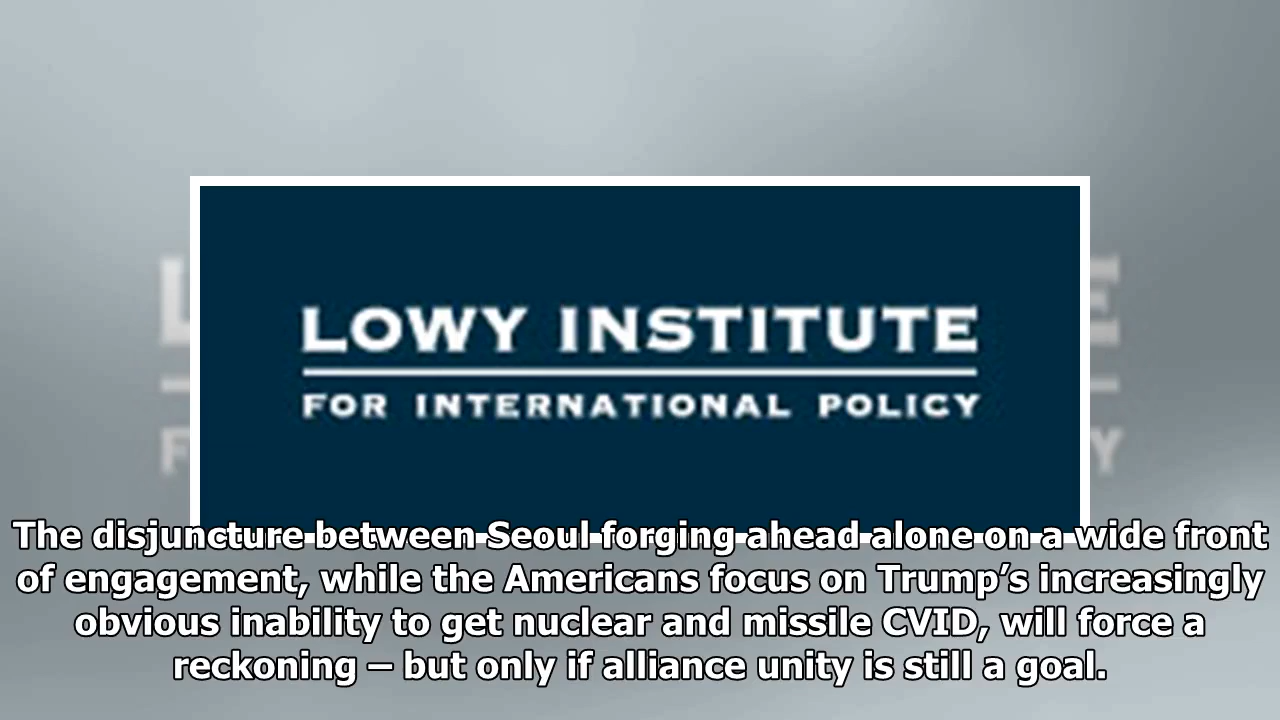 LOWY INSTITUTE
FOR INTERNATIONAL POLICY
The disjuncture between Seoul forging ahead alone on a wide front
of engagement, while the Americans focus on Trump’s increasingly
obvious inability to get nuclear and missile CVID, will force a
reckoning – but only if alliance unity is still a goal.